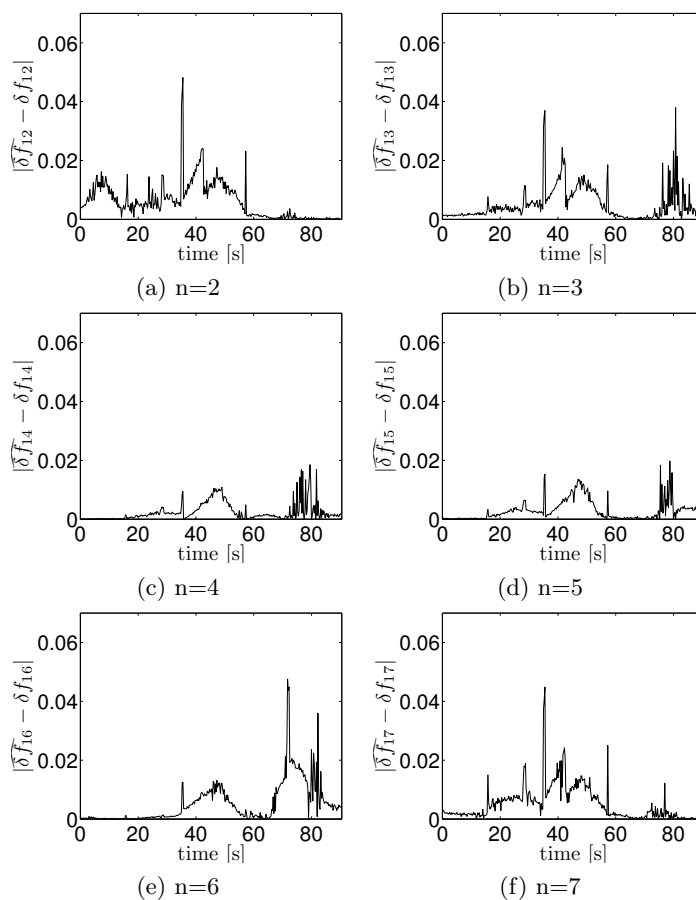 0.06
0.04
0.02
0
|δf̂₁₂ − δf₁₂|
0 20 40 60 80
time [s]
(a) n=2
0.06
0.04
0.02
0
|δf̂₁₃ − δf₁₃|
0 20 40 60 80
time [s]
(b) n=3
0.06
0.04
0.02
0
|δf̂₁₄ − δf₁₄|
0 20 40 60 80
time [s]
(c) n=4
0.06
0.04
0.02
0
|δf̂₁₅ − δf₁₅|
0 20 40 60 80
time [s]
(d) n=5
0.06
0.04
0.02
0
|δf̂₁₆ − δf₁₆|
0 20 40 60 80
time [s]
(e) n=6
0.06
0.04
0.02
0
|δf̂₁₇ − δf₁₇|
0 20 40 60 80
time [s]
(f) n=7